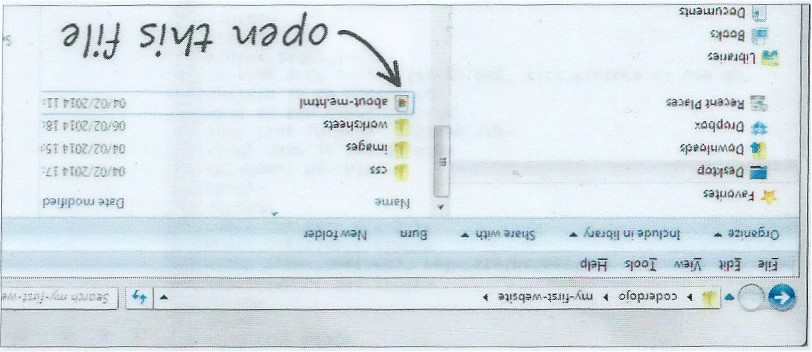 coderdojo ▸ my-first-website ▸
Search my-first-we
File Edit View Tools Help
Organize Include in library Share with Burn New folder
Favorites
Desktop
Downloads
Dropbox
Recent Places
Libraries
Books
Documents
Name Date modified
css 04/02/2014 17:
images 04/02/2014 15:
worksheets 06/02/2014 18:
about-me.html 04/02/2014 11:
open this file